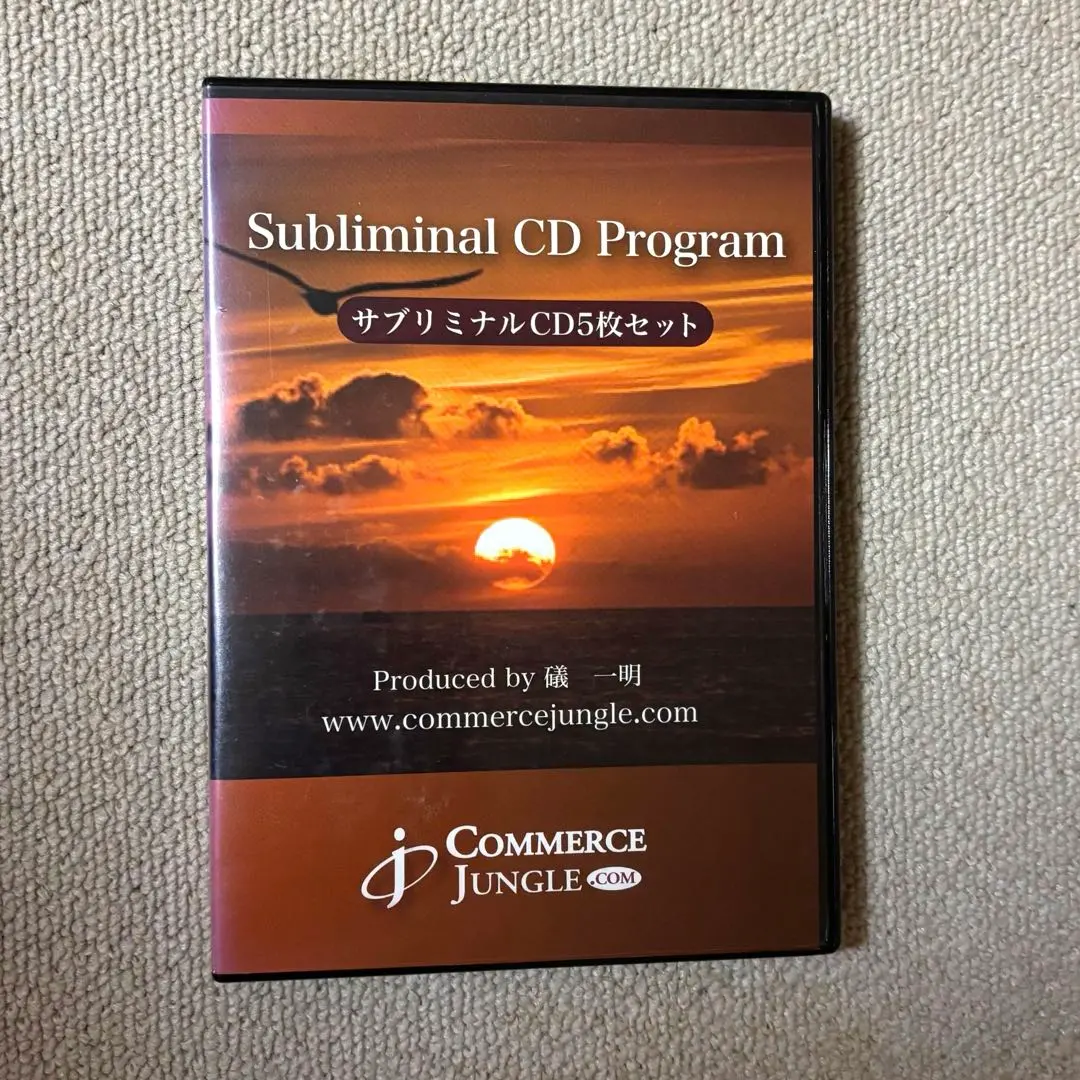 Subliminal CD Program
サブリミナルCD5枚セット
Produced by 礒　一明
www.commercejungle.com
COMMERCE
JUNGLE .COM